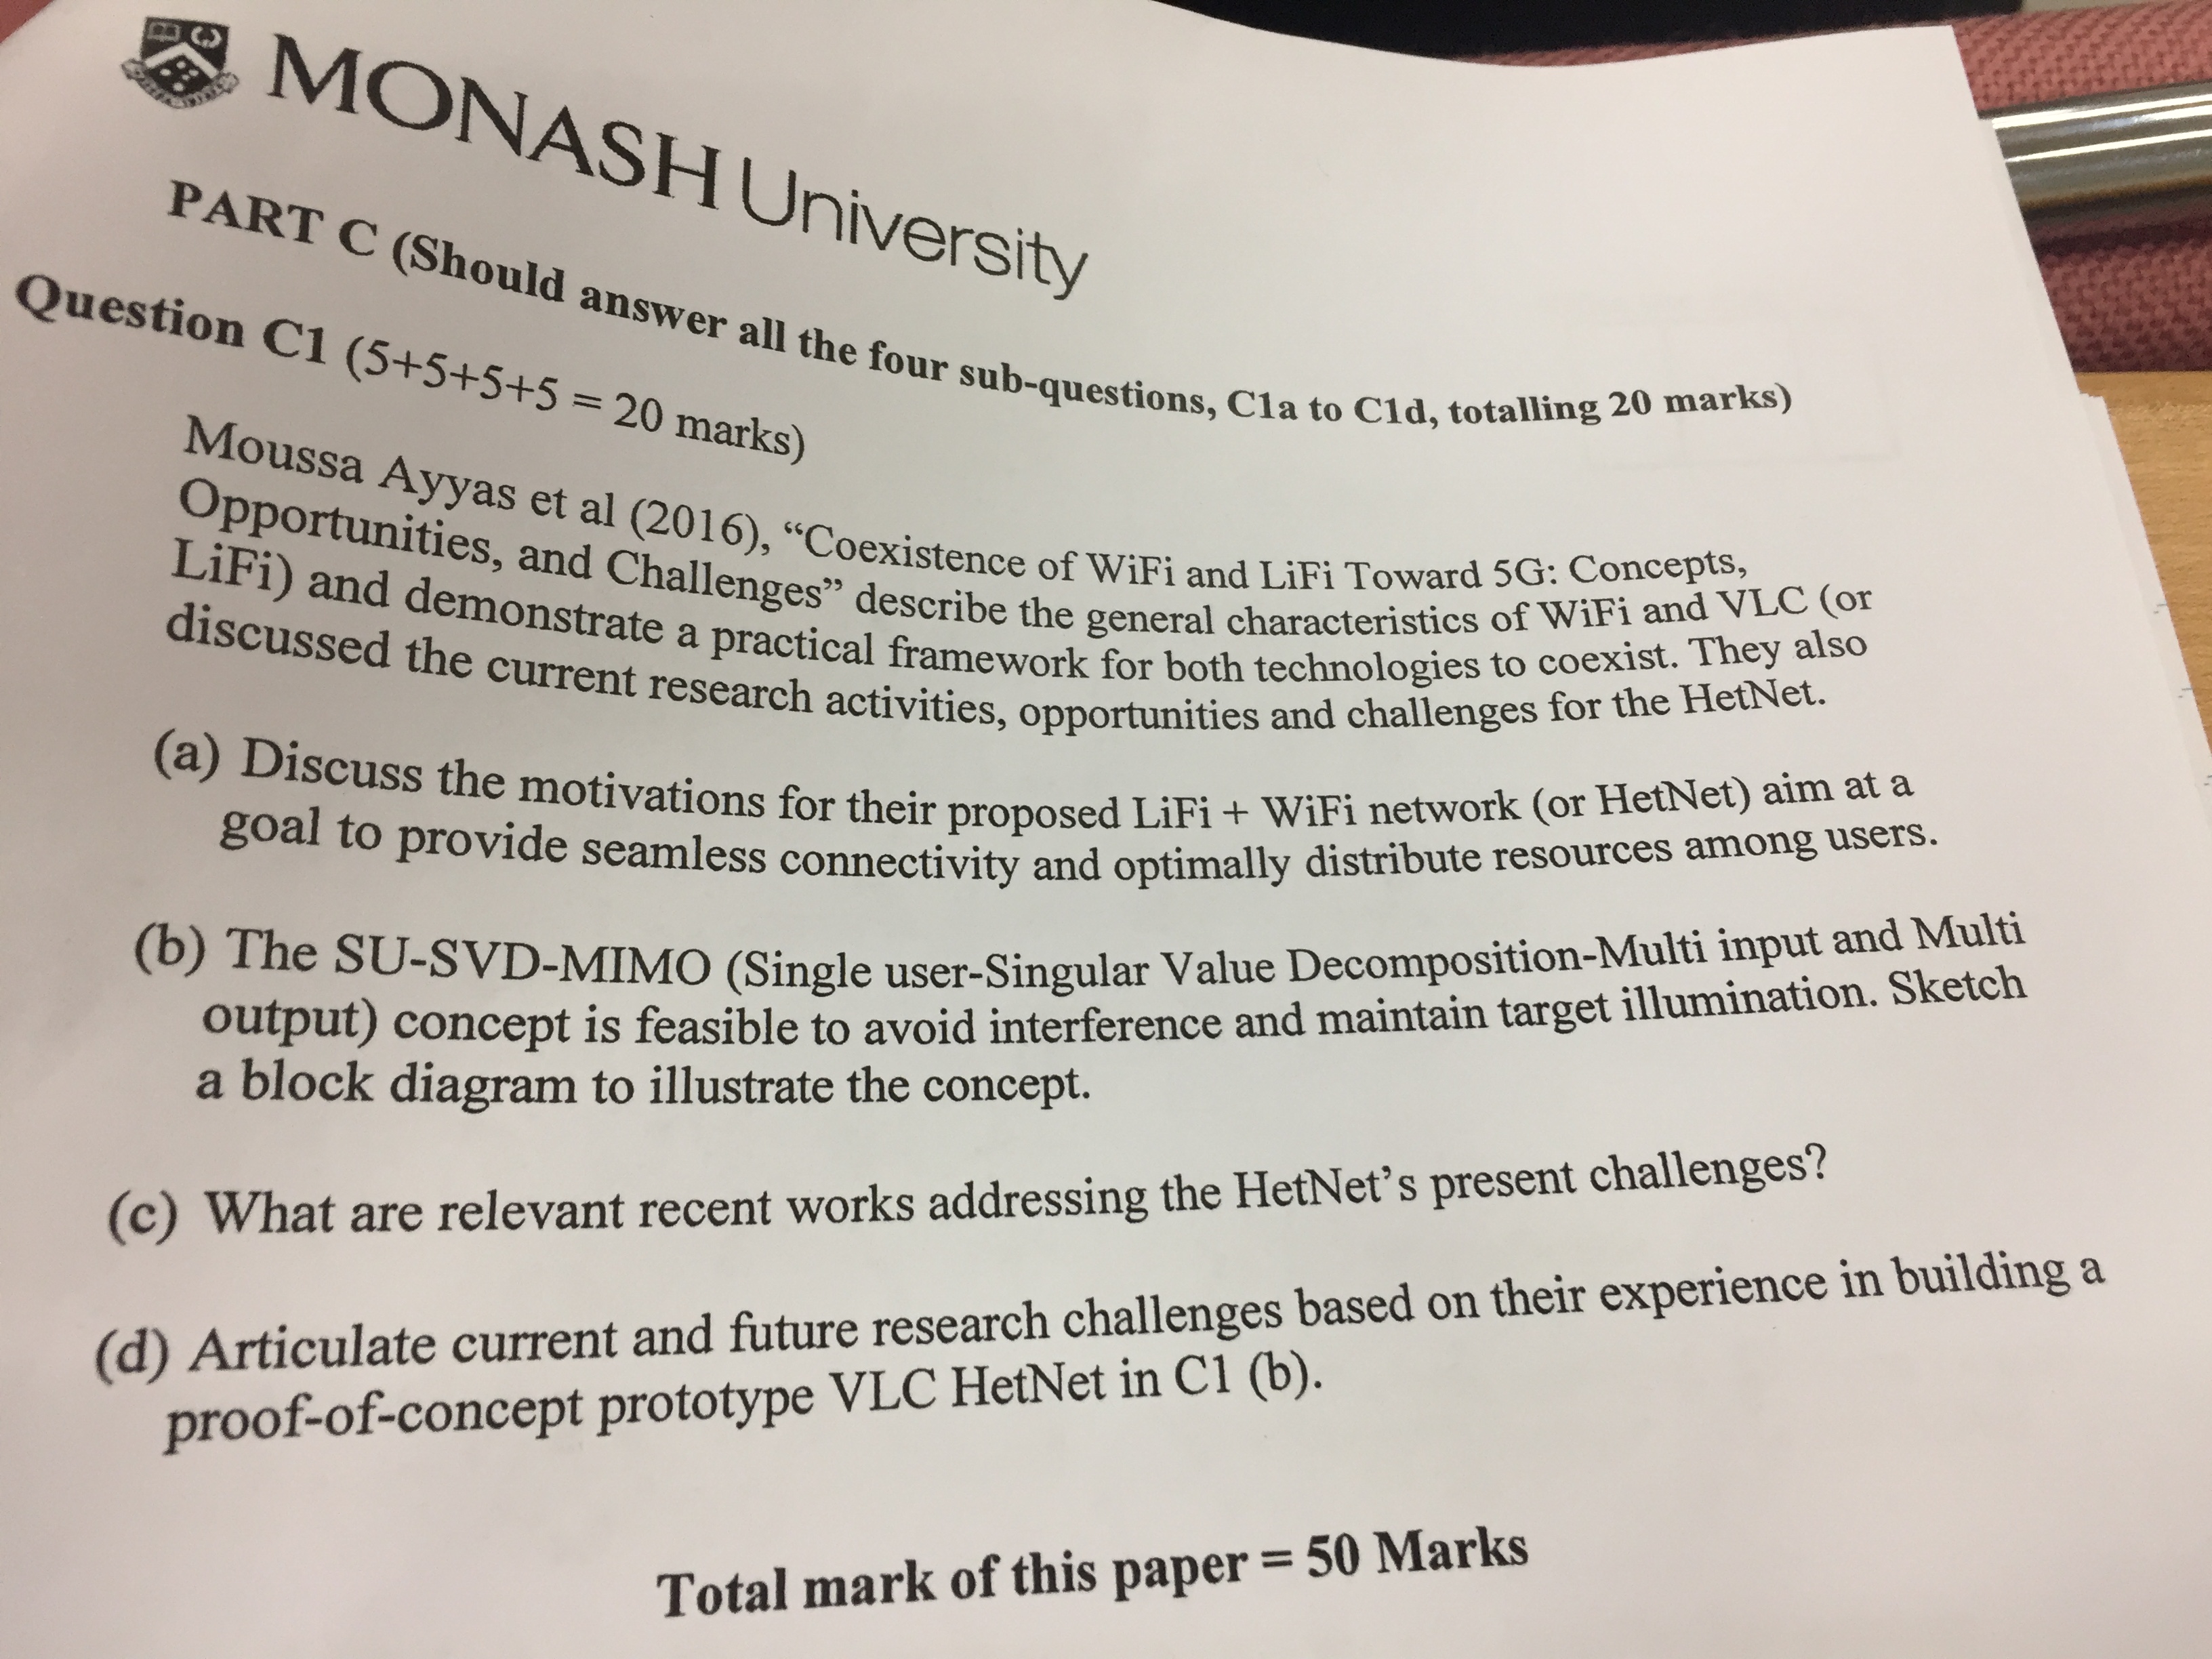 MONASH University
PART C (Should answer all the four sub-questions, C1a to C1d, totalling 20 marks)
Question C1 (5+5+5+5 = 20 marks)
Moussa Ayyas et al (2016), “Coexistence of WiFi and LiFi Toward 5G: Concepts,
Opportunities, and Challenges” describe the general characteristics of WiFi and VLC (or
LiFi) and demonstrate a practical framework for both technologies to coexist. They also
discussed the current research activities, opportunities and challenges for the HetNet.
(a) Discuss the motivations for their proposed LiFi + WiFi network (or HetNet) aim at a
goal to provide seamless connectivity and optimally distribute resources among users.
(b) The SU-SVD-MIMO (Single user-Singular Value Decomposition-Multi input and Multi
output) concept is feasible to avoid interference and maintain target illumination. Sketch
a block diagram to illustrate the concept.
(c) What are relevant recent works addressing the HetNet’s present challenges?
(d) Articulate current and future research challenges based on their experience in building a
proof-of-concept prototype VLC HetNet in C1 (b).
Total mark of this paper = 50 Marks